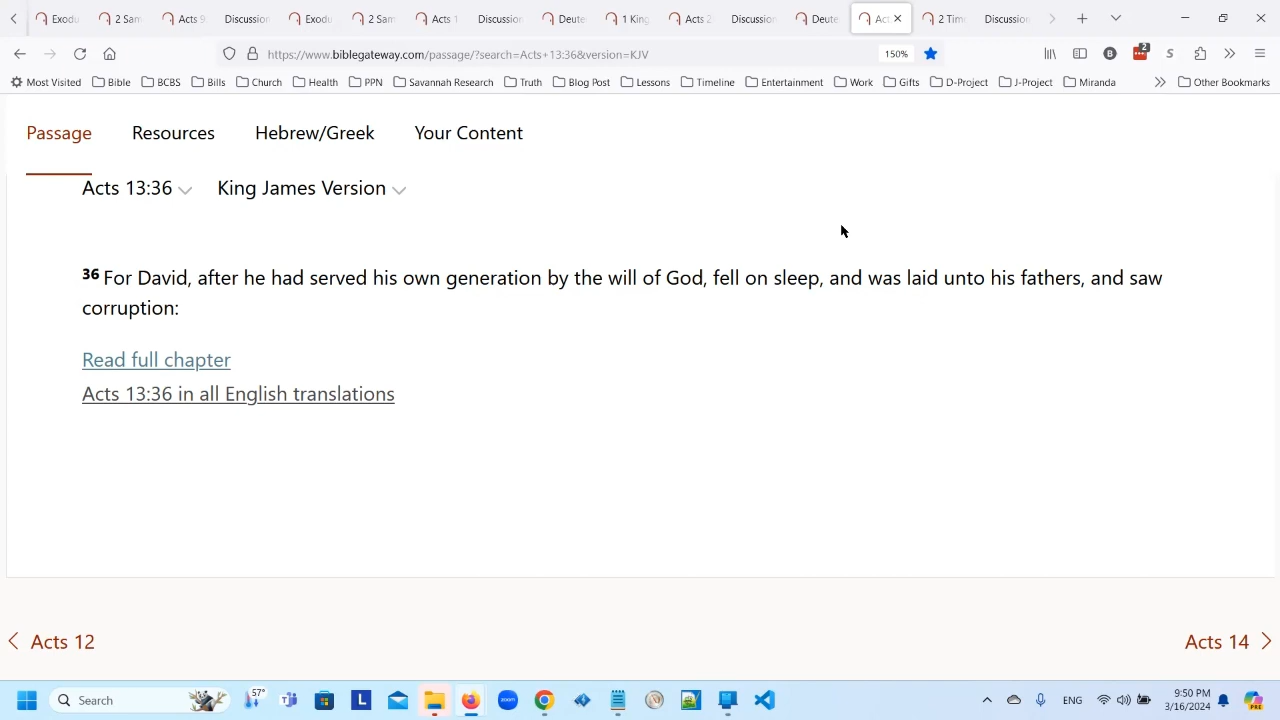 Exodu
2 Sam
Acts 9
Discussion
Exodu
2 Sam
Acts 1
Discussion
Deute
1 King
Acts 2
Discussion
Deute
Act
2 Tim
Discussion
https://www.biblegateway.com/passage/?search=Acts+13:36&version=KJV
150%
2
Most Visited Bible BCBS Bills Church Health PPN Savannah Research Truth Blog Post Lessons Timeline Entertainment Work Gifts D-Project J-Project Miranda Other Bookmarks
Passage Resources Hebrew/Greek Your Content
Acts 13:36 King James Version
36 For David, after he had served his own generation by the will of God, fell on sleep, and was laid unto his fathers, and saw
corruption:
Read full chapter
Acts 13:36 in all English translations
Acts 12
Acts 14
Search
57°
zoom
ENG
9:50 PM
3/16/2024
PRE